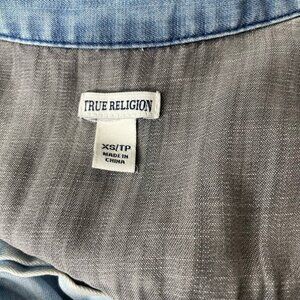 TRUE RELIGION
XS/TP
MADE IN
CHINA